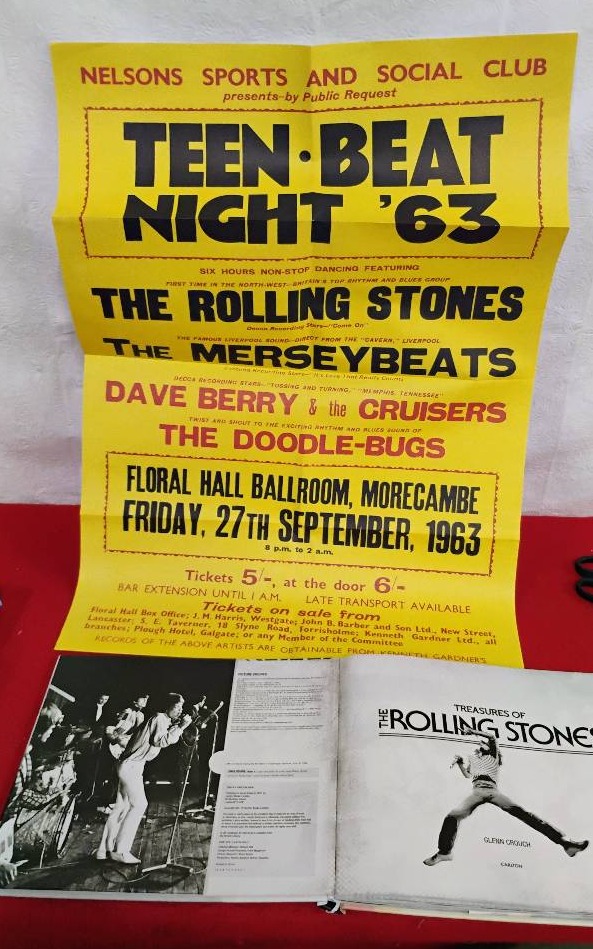 NELSONS SPORTS AND SOCIAL CLUB
presents-by Public Request
TEEN·BEAT
NIGHT '63
SIX HOURS NON-STOP DANCING FEATURING
FIRST TIME IN THE NORTH-WEST—BRITAIN'S TOP RHYTHM AND BLUES GROUP
THE ROLLING STONES
Decca Recording Stars—"Come On"
THE FAMOUS LIVERPOOL SOUND—DIRECT FROM THE "CAVERN," LIVERPOOL
THE MERSEYBEATS
Recording Stars—"It's Love That Really Counts"
DECCA RECORDING STARS—"TOSSING AND TURNING," "MEMPHIS, TENNESSEE"
DAVE BERRY & the CRUISERS
TWIST AND SHOUT TO THE EXCITING RHYTHM AND BLUES SOUND OF
THE DOODLE-BUGS
FLORAL HALL BALLROOM, MORECAMBE
FRIDAY, 27TH SEPTEMBER, 1963
8 p.m. to 2 a.m.
Tickets 5/-, at the door 6/-
BAR EXTENSION UNTIL 1 A.M. LATE TRANSPORT AVAILABLE
Tickets on sale from
Floral Hall Box Office; J. M. Harris, Westgate; John B. Barber and Son Ltd., New Street,
Lancaster; S. E. Taverner, 18 Slyne Road, Torrisholme; Kenneth Gardner Ltd., all
branches; Plough Hotel, Galgate; or any Member of the Committee
RECORDS OF THE ABOVE ARTISTS ARE OBTAINABLE FROM KENNETH GARDNER'S
TREASURES OF
THE ROLLING STONES
GLENN CROUCH
CARLTON